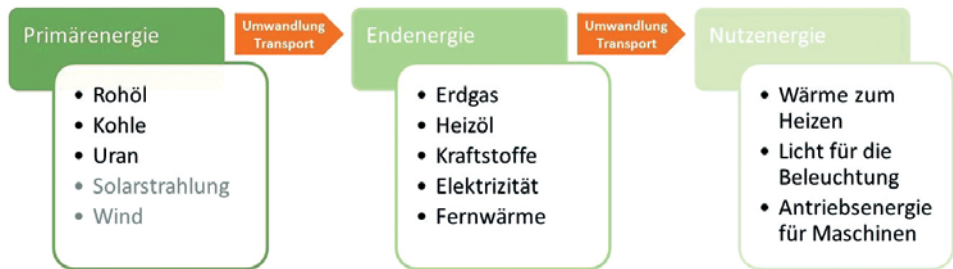 Primärenergie
Umwandlung
Transport
Endenergie
Umwandlung
Transport
Nutzenergie
• Rohöl
• Kohle
• Uran
• Solarstrahlung
• Wind
• Erdgas
• Heizöl
• Kraftstoffe
• Elektrizität
• Fernwärme
• Wärme zum
Heizen
• Licht für die
Beleuchtung
• Antriebsenergie
für Maschinen